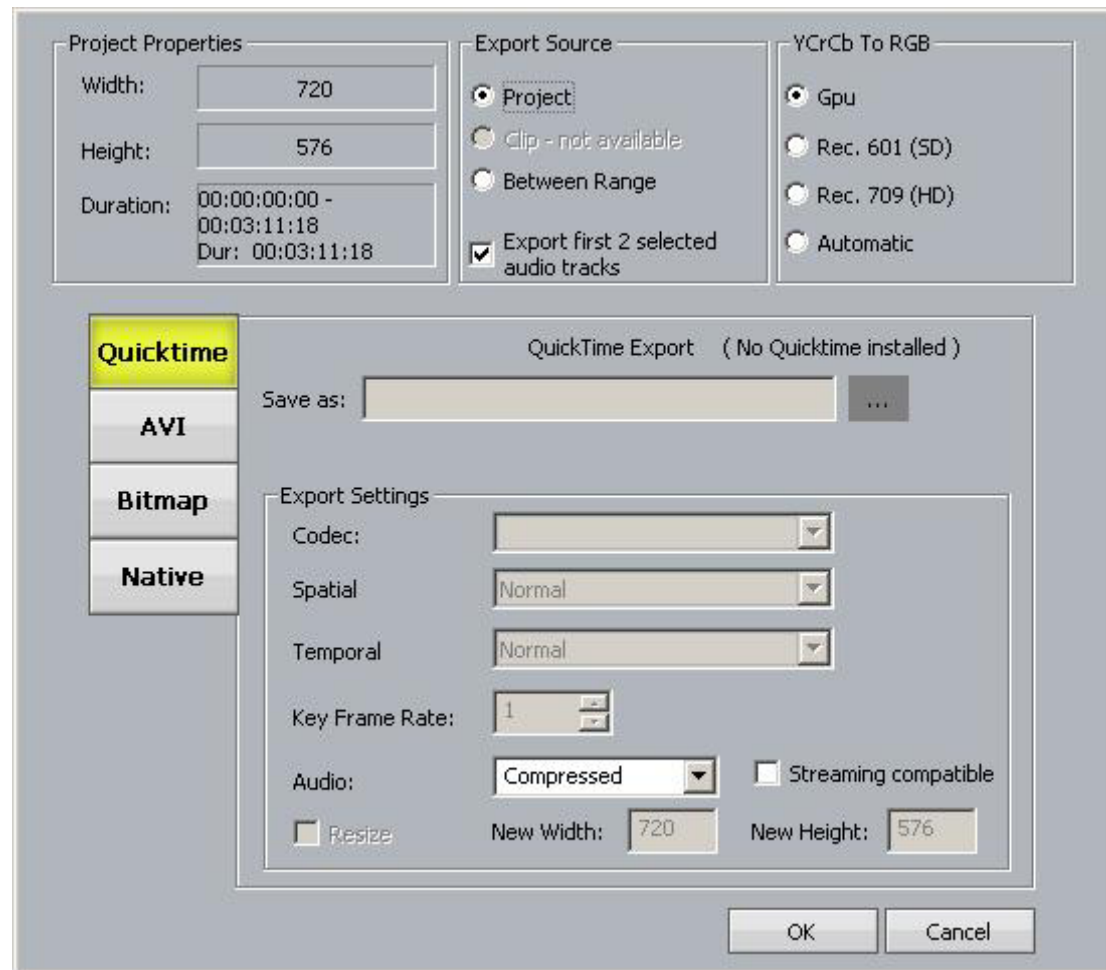 Project Properties
Width:
720
Height:
576
Duration:
00:00:00:00 -
00:03:11:18
Dur: 00:03:11:18
Export Source
Project
Clip - not available
Between Range
Export first 2 selected
audio tracks
YCrCb To RGB
Gpu
Rec. 601 (SD)
Rec. 709 (HD)
Automatic
Quicktime
AVI
Bitmap
Native
QuickTime Export ( No Quicktime installed )
Save as:
...
Export Settings
Codec:
Spatial
Normal
Temporal
Normal
Key Frame Rate:
1
Audio:
Compressed
Streaming compatible
Resize
New Width:
720
New Height:
576
OK
Cancel